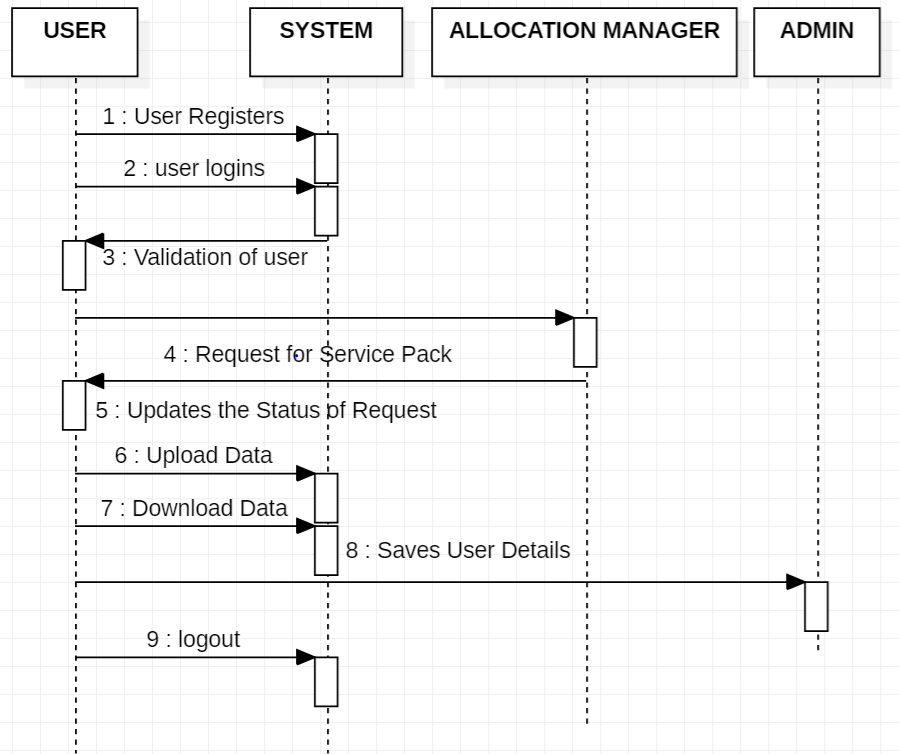 USER
SYSTEM
ALLOCATION MANAGER
ADMIN
1 : User Registers
2 : user logins
3 : Validation of user
4 : Request for Service Pack
5 : Updates the Status of Request
6 : Upload Data
7 : Download Data
8 : Saves User Details
9 : logout